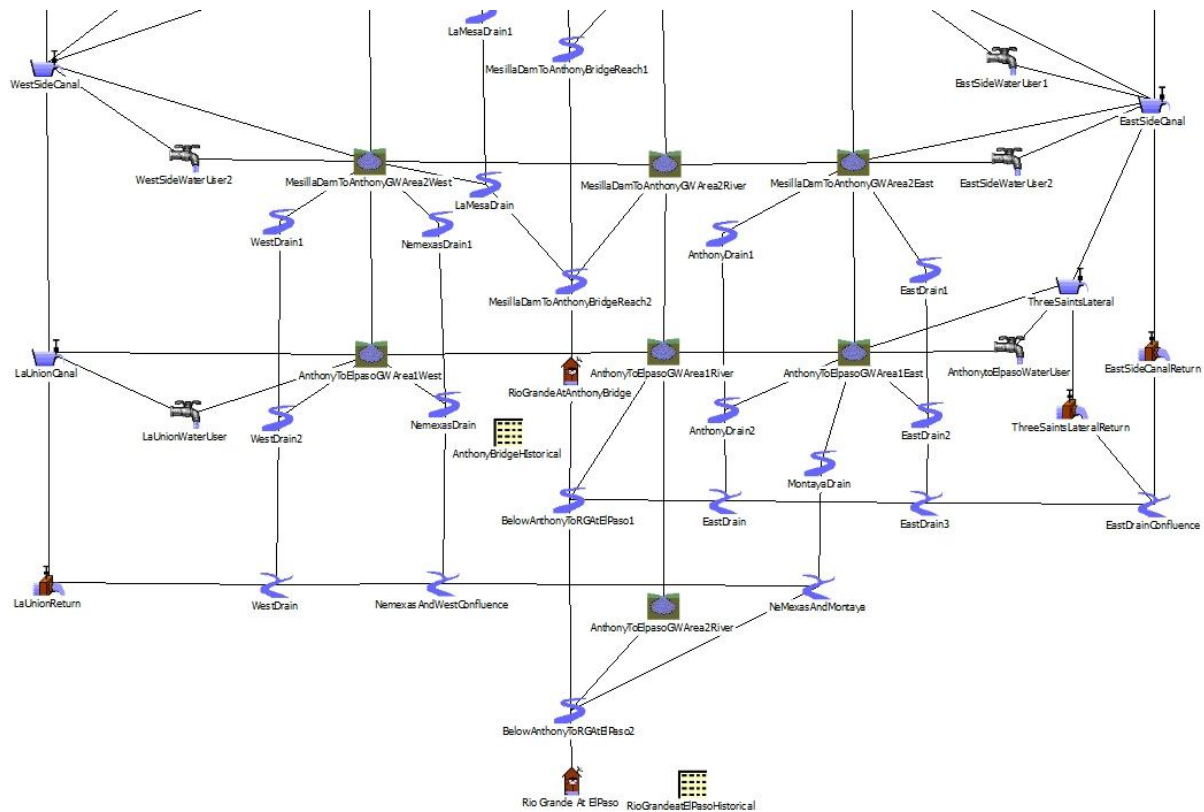 LaMesaDrain1
MesillaDamToAnthonyBridgeReach1
WestSideCanal
EastSideWaterUser1
EastSideCanal
WestSideWaterUser2
MesillaDamToAnthonyGWArea2West
MesillaDamToAnthonyGWArea2River
MesillaDamToAnthonyGWArea2East
EastSideWaterUser2
LaMesaDrain
WestDrain1
NemexasDrain1
AnthonyDrain1
EastDrain1
MesillaDamToAnthonyBridgeReach2
ThreeSaintsLateral
LaUnionCanal
AnthonyToElpasoGWArea1West
RioGrandeAtAnthonyBridge
AnthonyToElpasoGWArea1River
AnthonyToElpasoGWArea1East
AnthonytoElpasoWaterUser
EastSideCanalReturn
LaUnionWaterUser
WestDrain2
NemexasDrain
AnthonyBridgeHistorical
AnthonyDrain2
EastDrain2
ThreeSaintsLateralReturn
MontayaDrain
BelowAnthonyToRGAtElPaso1
EastDrain
EastDrain3
EastDrainConfluence
LaUnionReturn
WestDrain
NemexasAndWestConfluence
NeMexasAndMontaya
AnthonyToElpasoGWArea2River
BelowAnthonyToRGAtElPaso2
Rio Grande At ElPaso
RioGrandeatElPasoHistorical